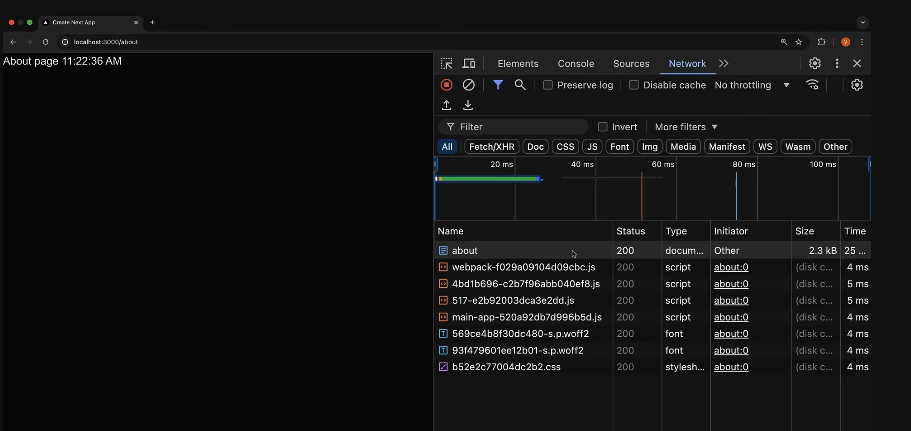 Create Next App
V
localhost:3000/about
About page 11:22:36 AM
Elements Console Sources Network
Preserve log Disable cache No throttling
Filter Invert More filters
All Fetch/XHR Doc CSS JS Font Img Media Manifest WS Wasm Other
20 ms 40 ms 60 ms 80 ms 100 ms
Name Status Type Initiator Size Time
about 200 docum... Other 2.3 kB 25 ...
webpack-f029a09104d09cbc.js 200 script about:0 (disk c... 4 ms
4bd1b696-c2b7f96abb040ef8.js 200 script about:0 (disk c... 5 ms
517-e2b92003dca3e2dd.js 200 script about:0 (disk c... 5 ms
main-app-520a92db7d996b5d.js 200 script about:0 (disk c... 4 ms
569ce4b8f30dc480-s.p.woff2 200 font about:0 (disk c... 4 ms
93f479601ee12b01-s.p.woff2 200 font about:0 (disk c... 4 ms
b52e2c77004dc2b2.css 200 stylesh... about:0 (disk c... 4 ms